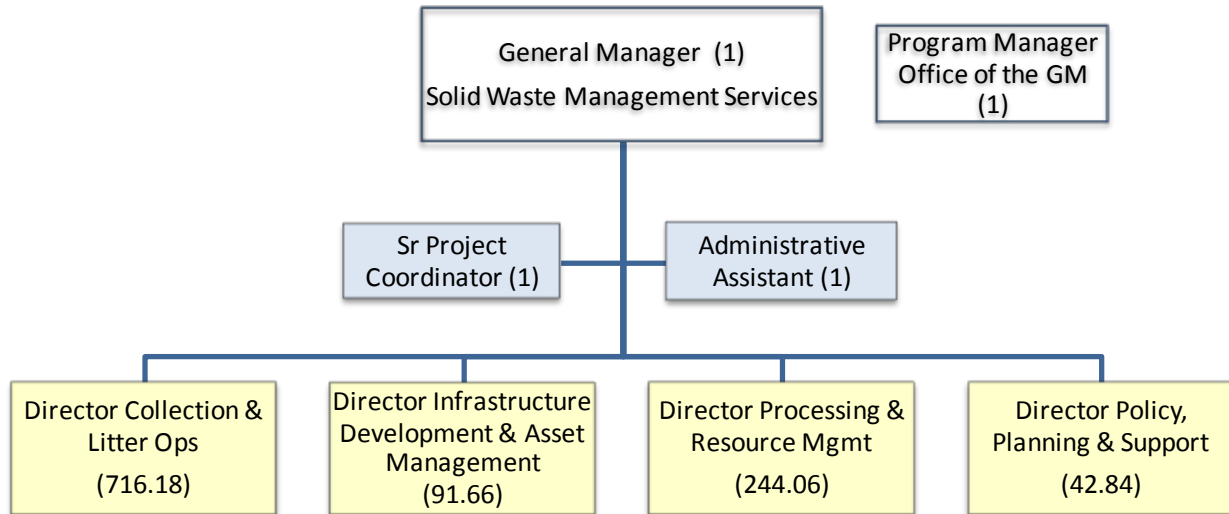 General Manager (1)
Solid Waste Management Services
Program Manager
Office of the GM
(1)
Sr Project
Coordinator (1)
Administrative
Assistant (1)
Director Collection &
Litter Ops
(716.18)
Director Infrastructure
Development & Asset
Management
(91.66)
Director Processing &
Resource Mgmt
(244.06)
Director Policy,
Planning & Support
(42.84)